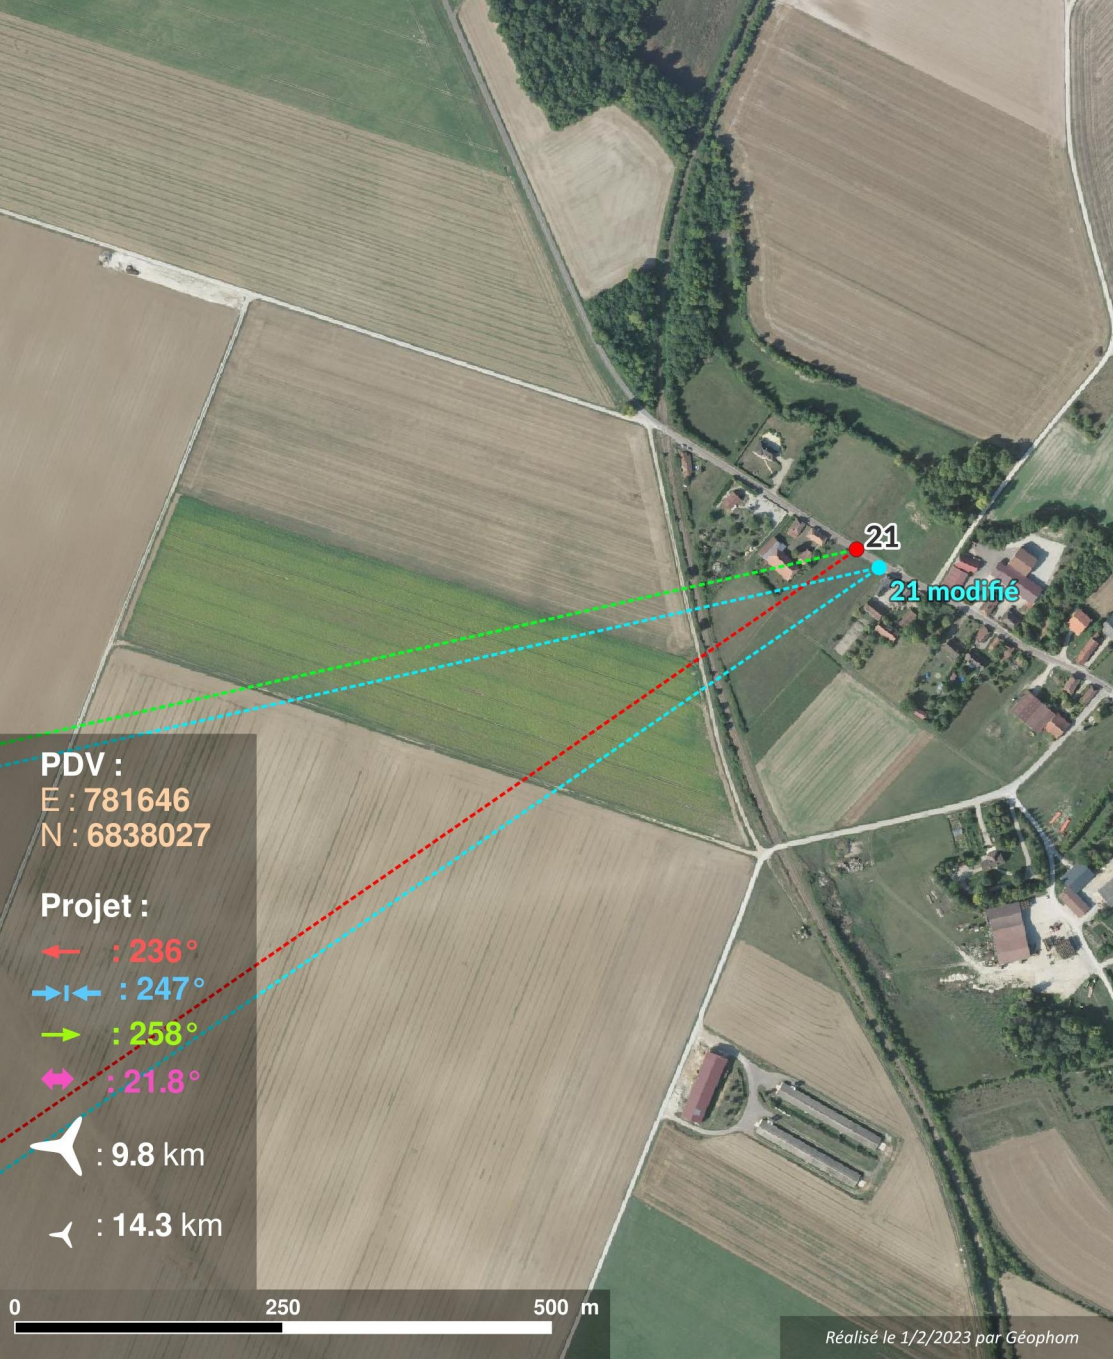 21
21 modifié
PDV :
E : 781646
N : 6838027
Projet :
: 236°
: 247°
: 258°
: 21.8°
: 9.8 km
: 14.3 km
0 250 500 m
Réalisé le 1/2/2023 par Géophom